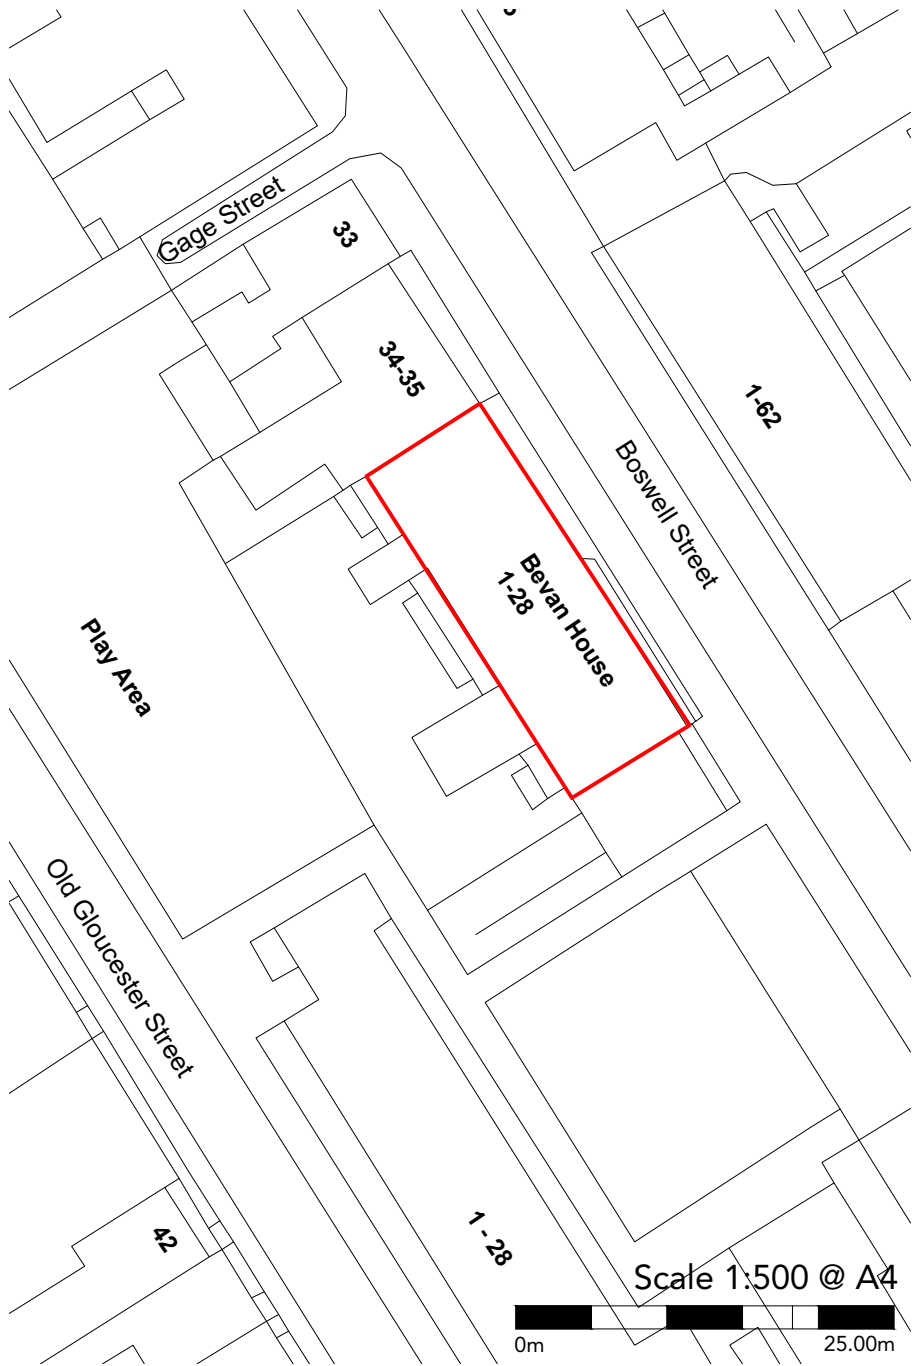 Gage Street
33
34-35
1-62
Boswell Street
Bevan House
1-28
Play Area
Old Gloucester Street
42
1 - 28
Scale 1:500 @ A4
0m
25.00m